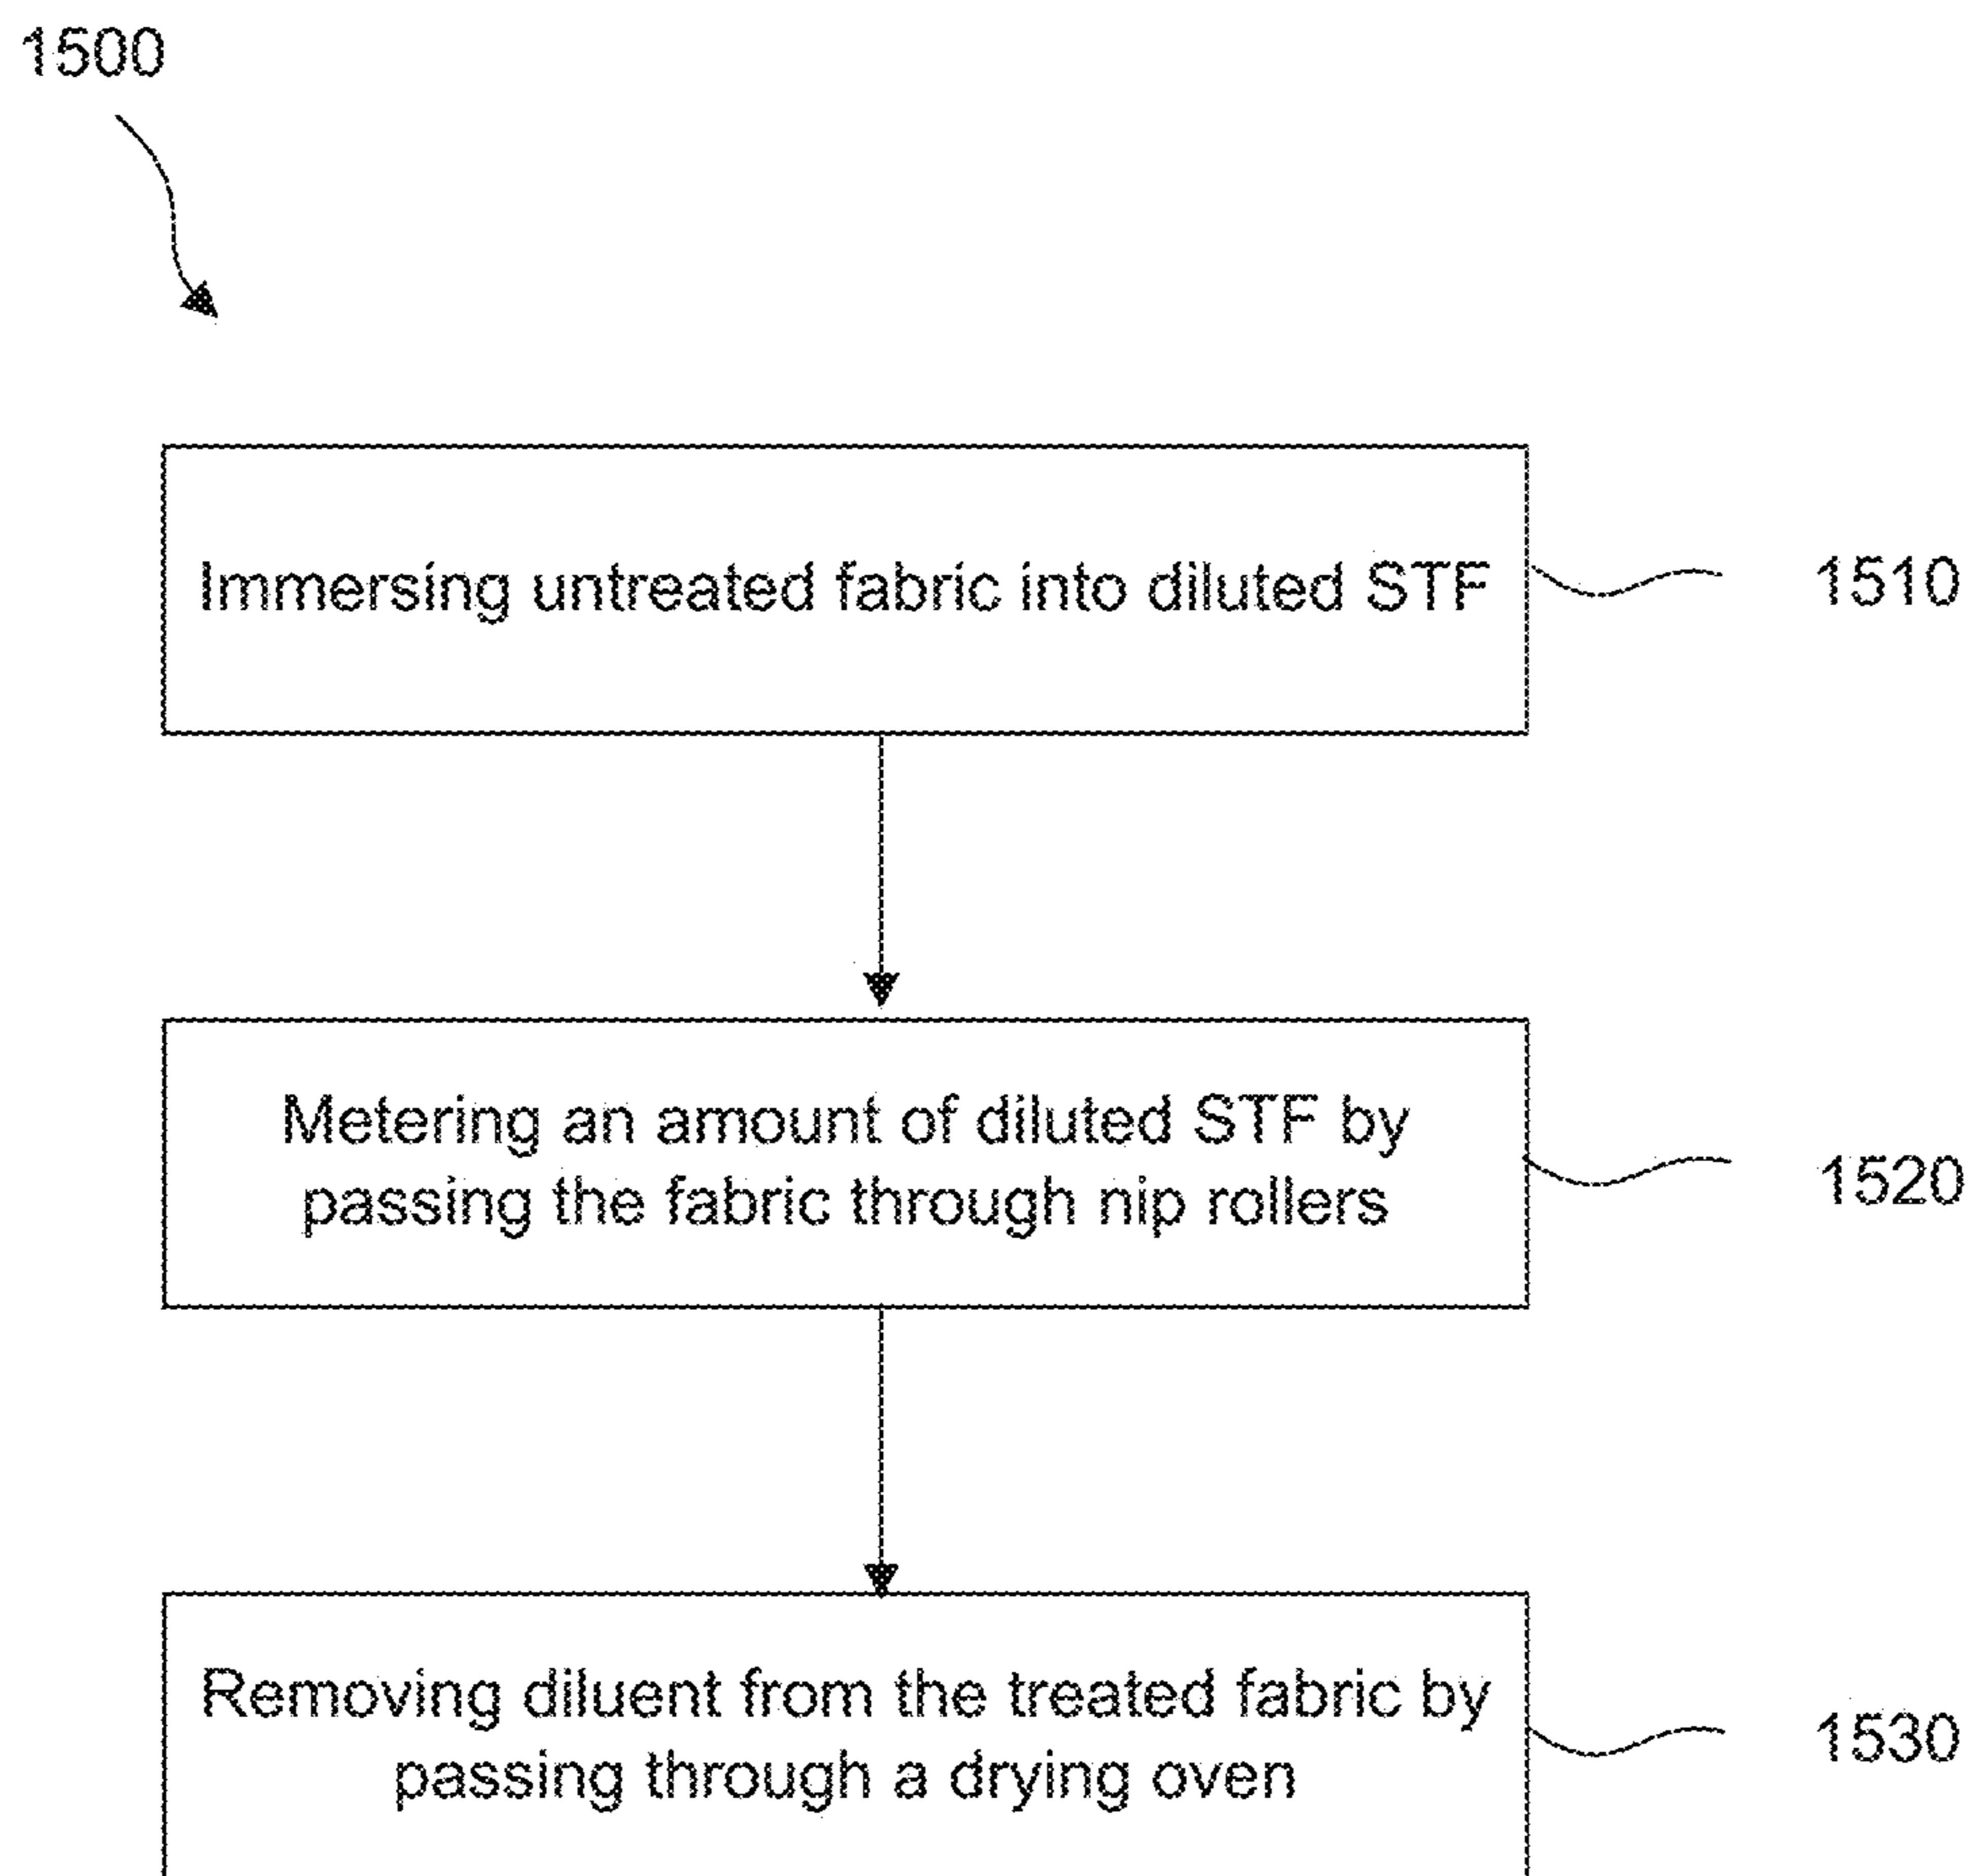 1500
Immersing untreated fabric into diluted STF
1510
Metering an amount of diluted STF by
passing the fabric through nip rollers
1520
Removing diluent from the treated fabric by
passing through a drying oven
1530